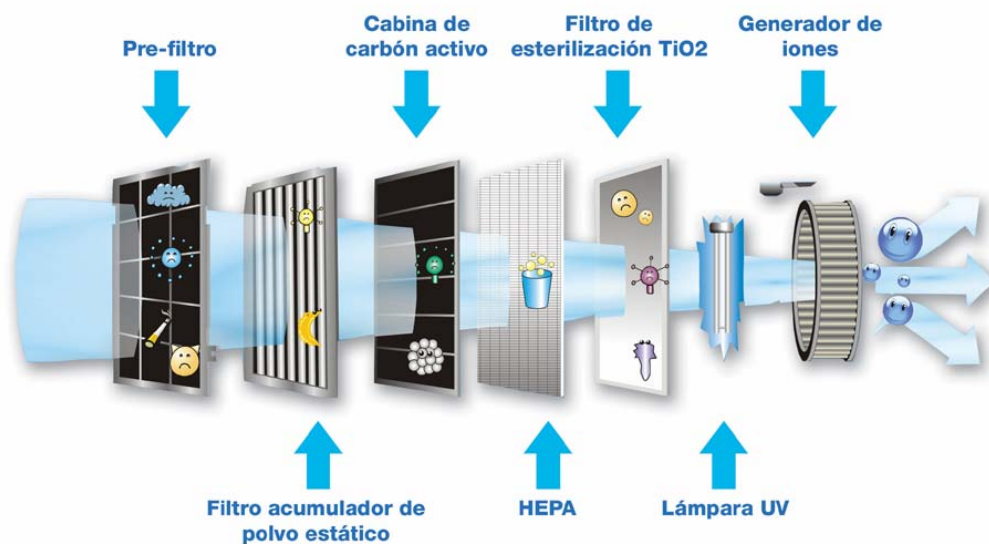 Pre-filtro
Cabina de
carbón activo
Filtro de
esterilización TiO2
Generador de
iones
Filtro acumulador de
polvo estático
HEPA
Lámpara UV